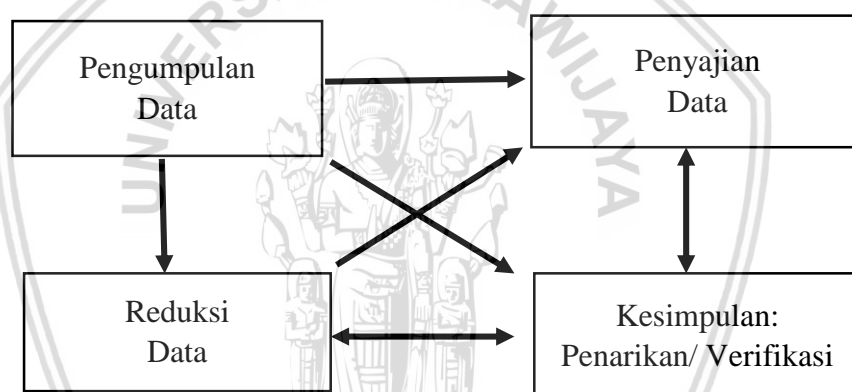 Pengumpulan
Data
Penyajian
Data
Reduksi
Data
Kesimpulan:
Penarikan/ Verifikasi